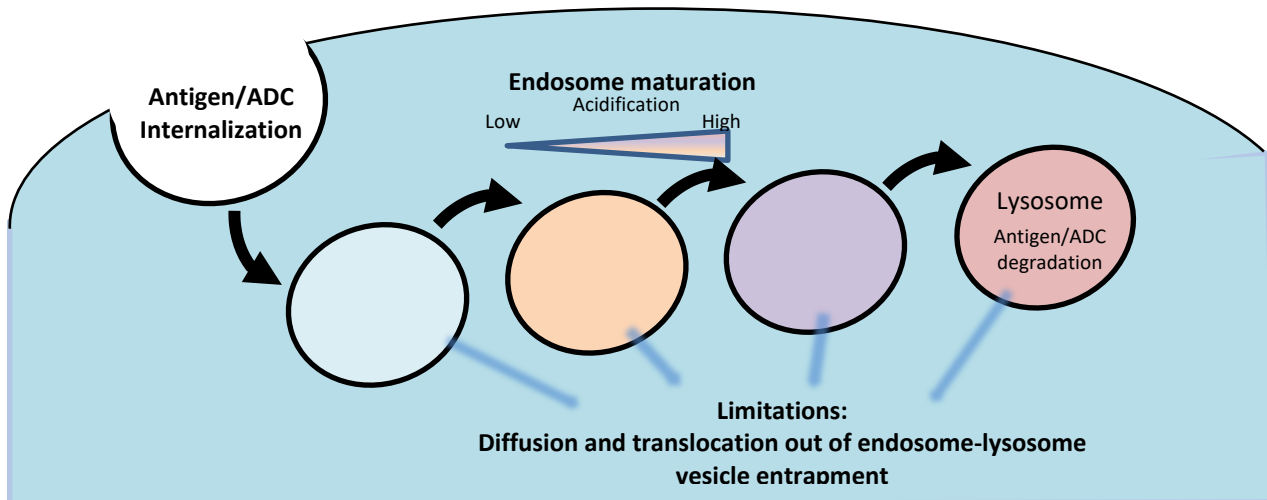 Antigen/ADC
Internalization
Endosome maturation
Acidification
Low
High
Lysosome
Antigen/ADC
degradation
Limitations:
Diffusion and translocation out of endosome-lysosome
vesicle entrapment